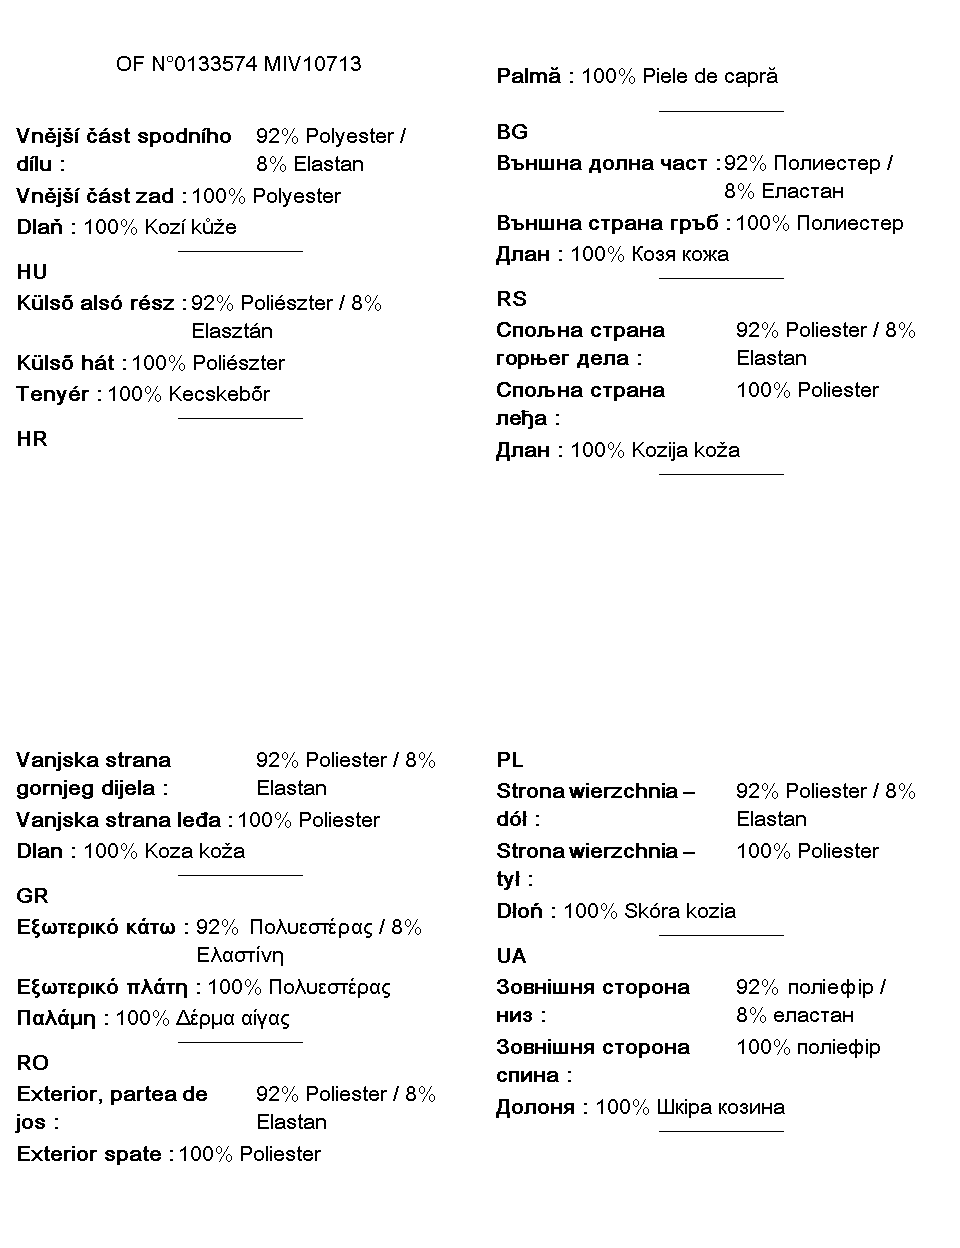 OF N°0133574 MIV10713
Vnější část spodního 92% Polyester /
dílu : 8% Elastan
Vnější část zad : 100% Polyester
Dlaň : 100% Kozí kůže
HU
Külső alsó rész : 92% Poliészter / 8%
Elasztán
Külső hát : 100% Poliészter
Tenyér : 100% Kecskebőr
HR
Vanjska strana 92% Poliester / 8%
gornjeg dijela : Elastan
Vanjska strana leđa : 100% Poliester
Dlan : 100% Koza koža
GR
Εξωτερικό κάτω : 92% Πολυεστέρας / 8%
Ελαστίνη
Εξωτερικό πλάτη : 100% Πολυεστέρας
Παλάμη : 100% Δέρμα αίγας
RO
Exterior, partea de 92% Poliester / 8%
jos : Elastan
Exterior spate : 100% Poliester
Palmă : 100% Piele de capră
BG
Външна долна част : 92% Полиестер /
8% Еластан
Външна страна гръб : 100% Полиестер
Длан : 100% Козя кожа
RS
Спољна страна 92% Poliester / 8%
горњег дела : Elastan
Спољна страна 100% Poliester
леђа :
Длан : 100% Kozija koža
PL
Strona wierzchnia – 92% Poliester / 8%
dół : Elastan
Strona wierzchnia – 100% Poliester
tył :
Dłoń : 100% Skóra kozia
UA
Зовнішня сторона 92% поліефір /
низ : 8% еластан
Зовнішня сторона 100% поліефір
спина :
Долоня : 100% Шкіра козина